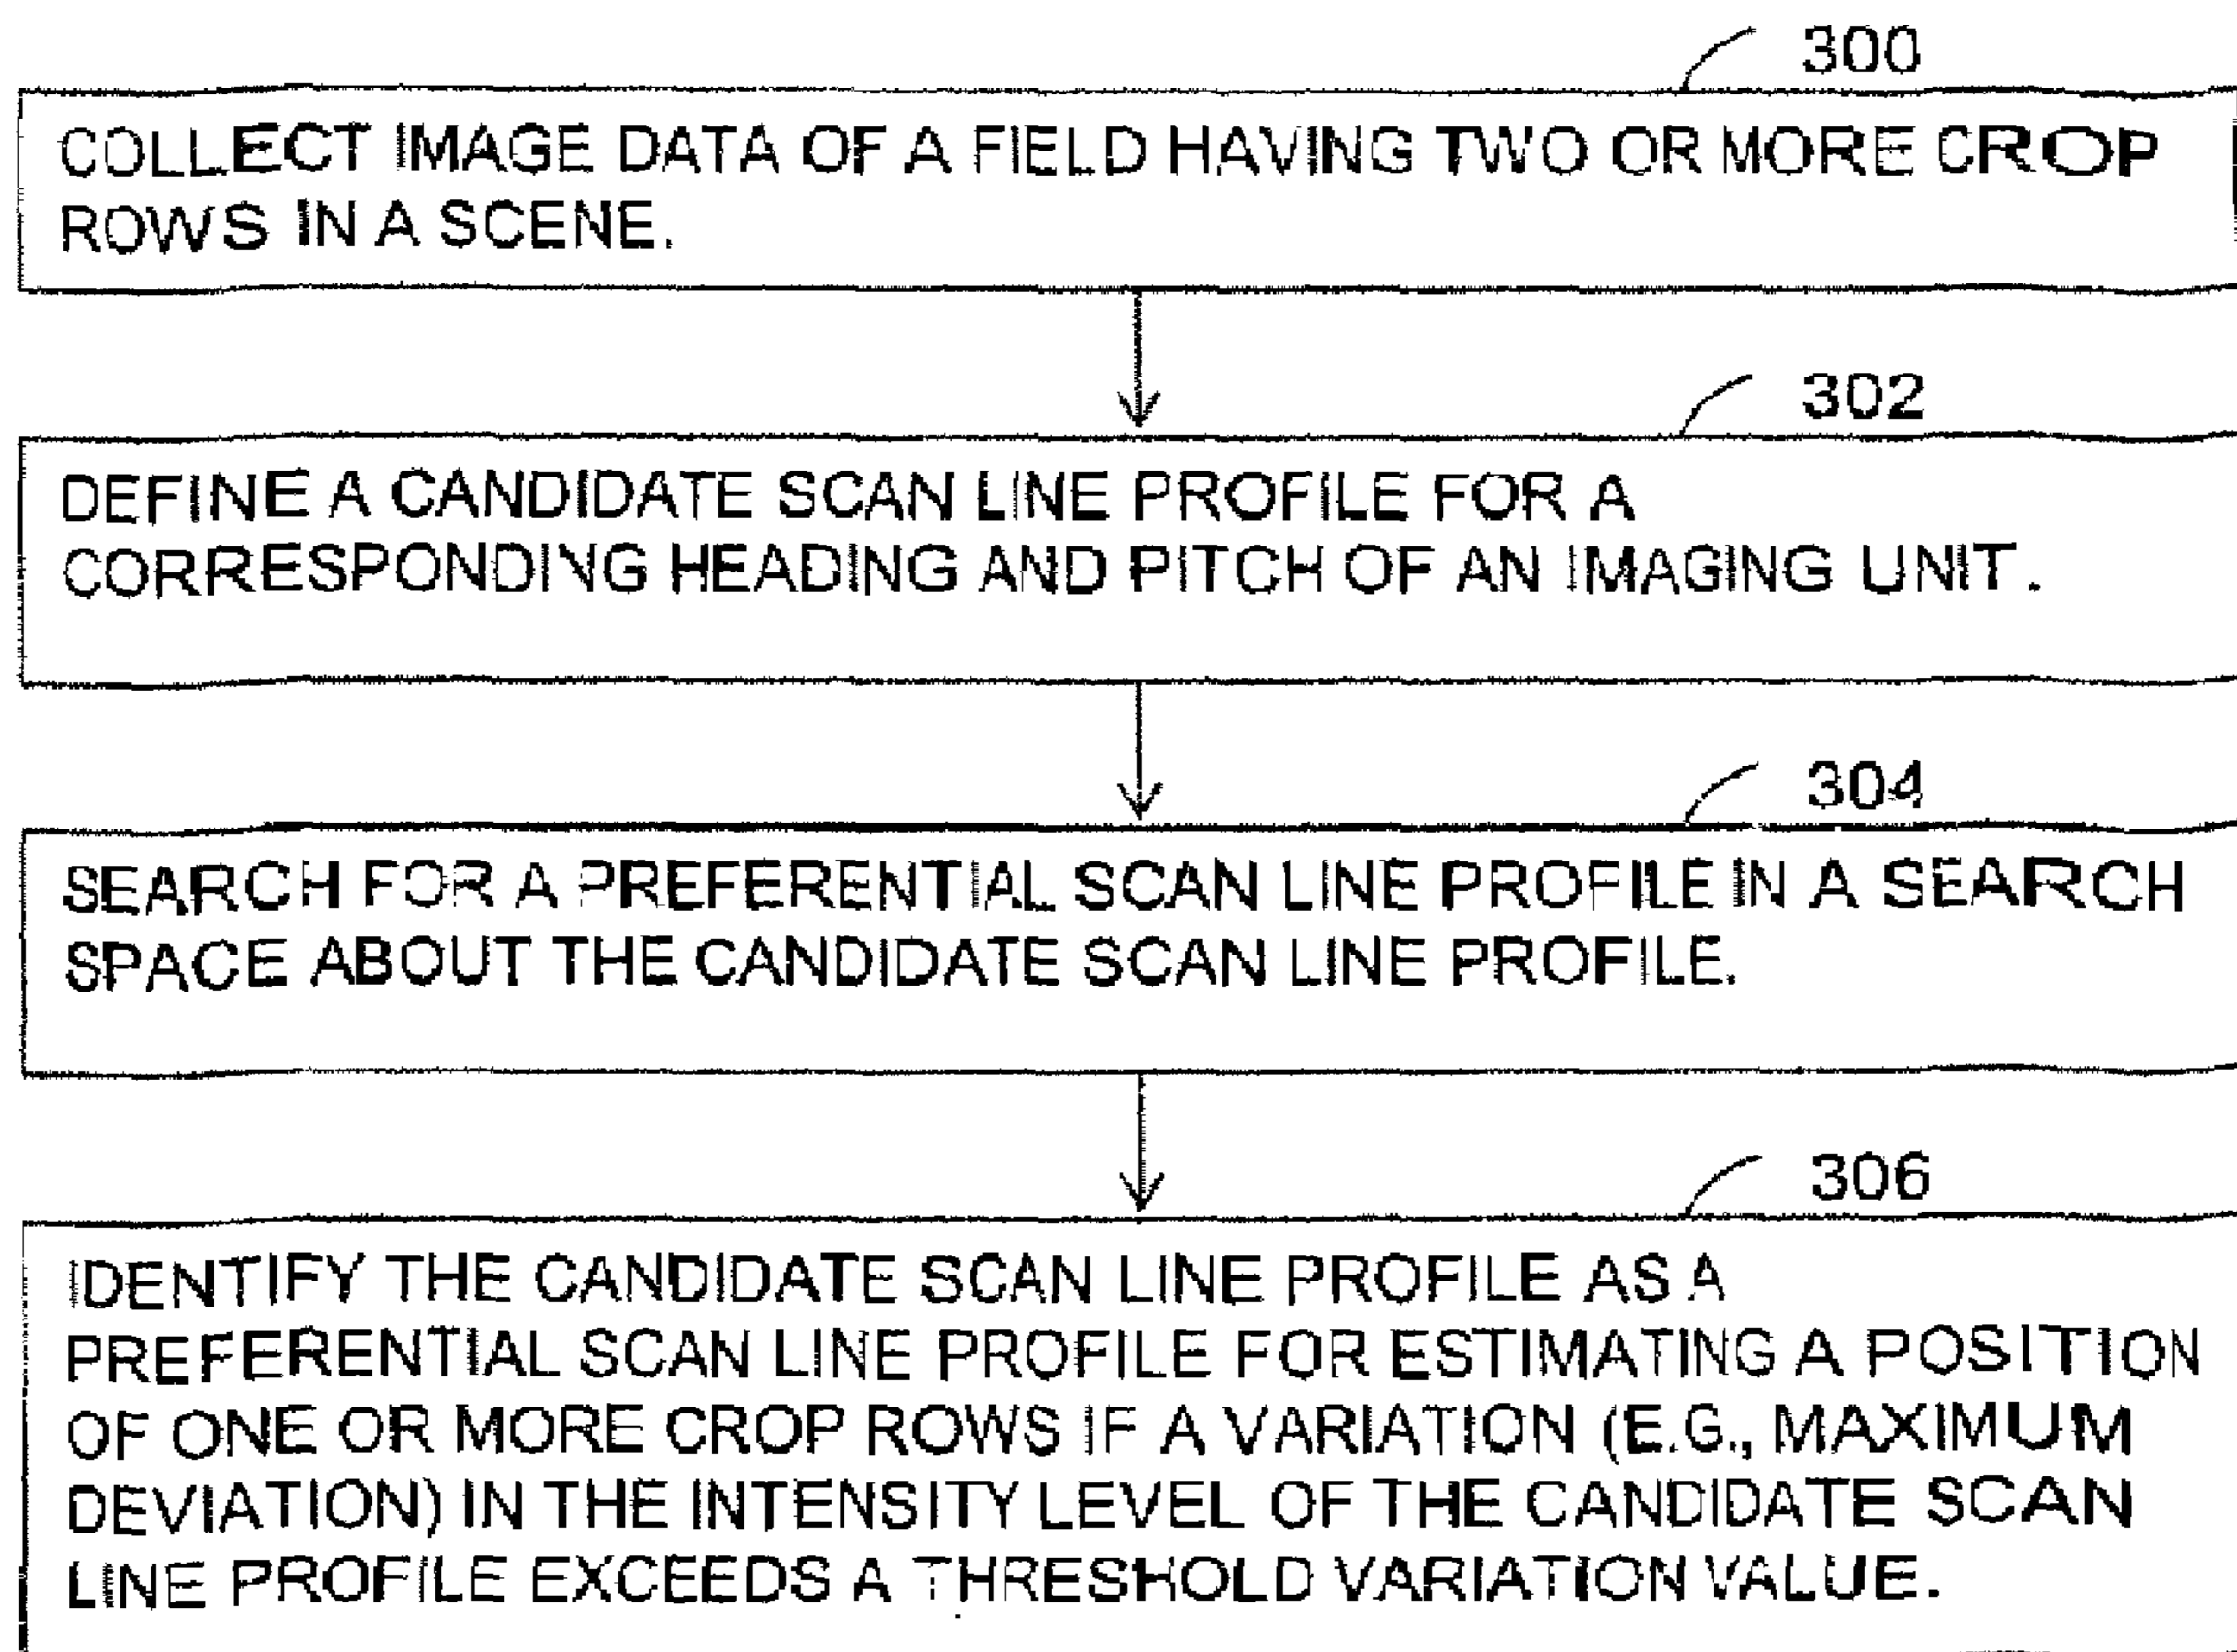 300
COLLECT IMAGE DATA OF A FIELD HAVING TWO OR MORE CROP
ROWS IN A SCENE.
302
DEFINE A CANDIDATE SCAN LINE PROFILE FOR A
CORRESPONDING HEADING AND PITCH OF AN IMAGING UNIT.
304
SEARCH FOR A PREFERENTIAL SCAN LINE PROFILE IN A SEARCH
SPACE ABOUT THE CANDIDATE SCAN LINE PROFILE.
306
IDENTIFY THE CANDIDATE SCAN LINE PROFILE AS A
PREFERENTIAL SCAN LINE PROFILE FOR ESTIMATING A POSITION
OF ONE OR MORE CROP ROWS IF A VARIATION (E.G., MAXIMUM
DEVIATION) IN THE INTENSITY LEVEL OF THE CANDIDATE SCAN
LINE PROFILE EXCEEDS A THRESHOLD VARIATION VALUE.